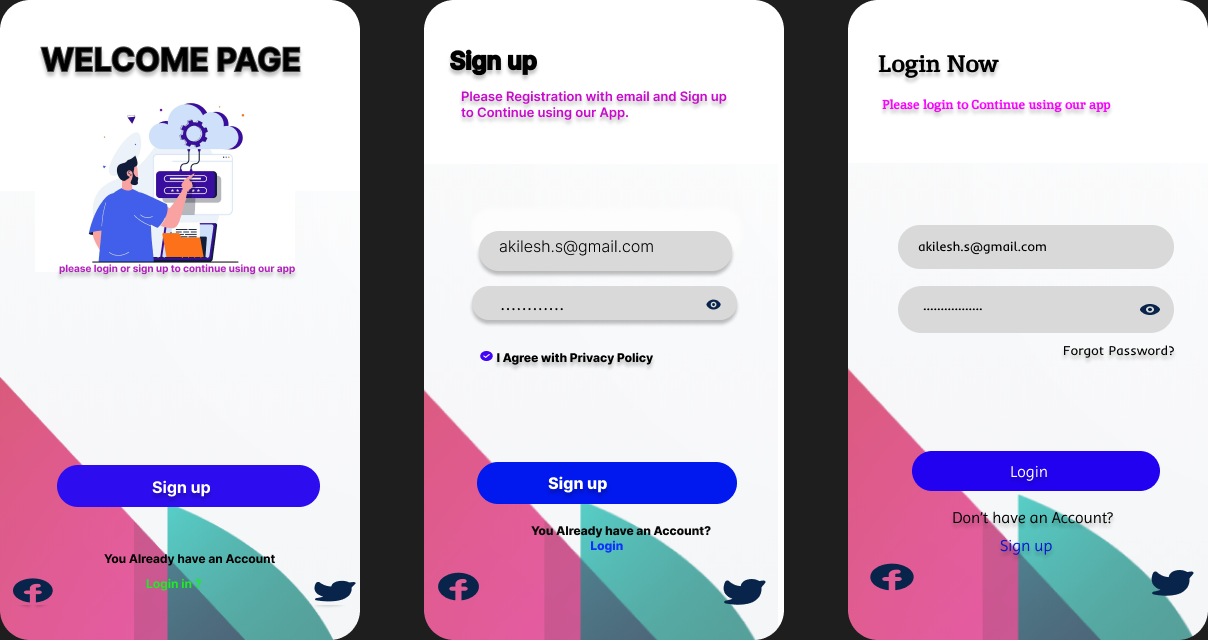 WELCOME PAGE
please login or sign up to continue using our app
Sign up
You Already have an Account
Login in ?
Sign up
Please Registration with email and Sign up
to Continue using our App.
akilesh.s@gmail.com
............
I Agree with Privacy Policy
Sign up
You Already have an Account?
Login
Login Now
Please login to Continue using our app
akilesh.s@gmail.com
.................
Forgot Password?
Login
Don't have an Account?
Sign up